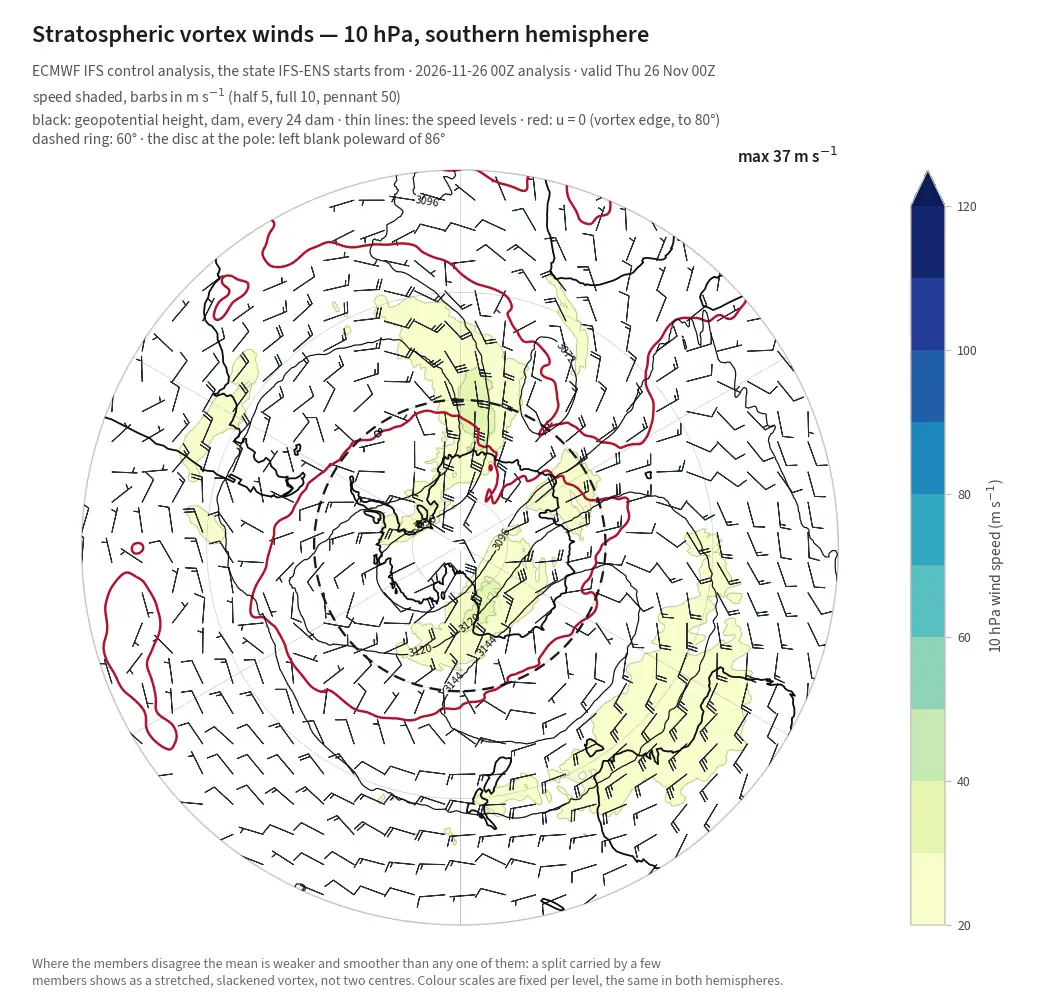 Stratospheric vortex winds — 10 hPa, southern hemisphere
ECMWF IFS control analysis, the state IFS-ENS starts from · 2026-11-26 00Z analysis · valid Thu 26 Nov 00Z
speed shaded, barbs in m s⁻¹ (half 5, full 10, pennant 50)
black: geopotential height, dam, every 24 dam · thin lines: the speed levels · red: u = 0 (vortex edge, to 80°)
dashed ring: 60° · the disc at the pole: left blank poleward of 86°
max 37 m s⁻¹
3096
3072
3096
3120
3120
3144
3144
120
100
80
60
40
20
10 hPa wind speed (m s⁻¹)
Where the members disagree the mean is weaker and smoother than any one of them: a split carried by a few
members shows as a stretched, slackened vortex, not two centres. Colour scales are fixed per level, the same in both hemispheres.